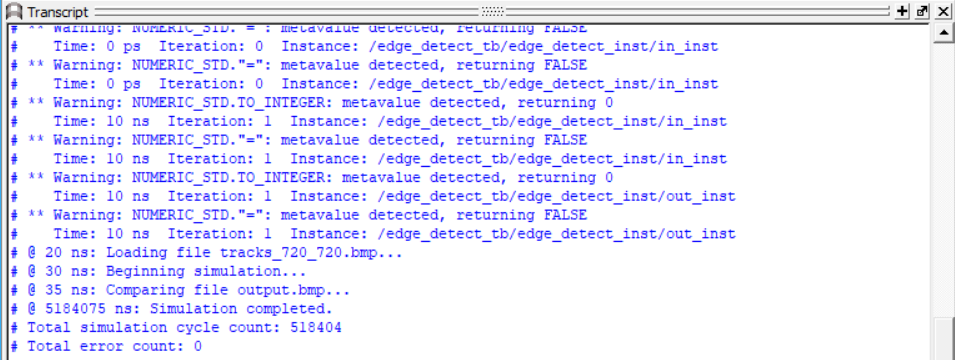 Transcript
# ** Warning: NUMERIC_STD."=": metavalue detected, returning FALSE
#    Time: 0 ps  Iteration: 0  Instance: /edge_detect_tb/edge_detect_inst/in_inst
# ** Warning: NUMERIC_STD."=": metavalue detected, returning FALSE
#    Time: 0 ps  Iteration: 0  Instance: /edge_detect_tb/edge_detect_inst/in_inst
# ** Warning: NUMERIC_STD.TO_INTEGER: metavalue detected, returning 0
#    Time: 10 ns  Iteration: 1  Instance: /edge_detect_tb/edge_detect_inst/in_inst
# ** Warning: NUMERIC_STD."=": metavalue detected, returning FALSE
#    Time: 10 ns  Iteration: 1  Instance: /edge_detect_tb/edge_detect_inst/in_inst
# ** Warning: NUMERIC_STD.TO_INTEGER: metavalue detected, returning 0
#    Time: 10 ns  Iteration: 1  Instance: /edge_detect_tb/edge_detect_inst/out_inst
# ** Warning: NUMERIC_STD."=": metavalue detected, returning FALSE
#    Time: 10 ns  Iteration: 1  Instance: /edge_detect_tb/edge_detect_inst/out_inst
# @ 20 ns: Loading file tracks_720_720.bmp...
# @ 30 ns: Beginning simulation...
# @ 35 ns: Comparing file output.bmp...
# @ 5184075 ns: Simulation completed.
# Total simulation cycle count: 518404
# Total error count: 0